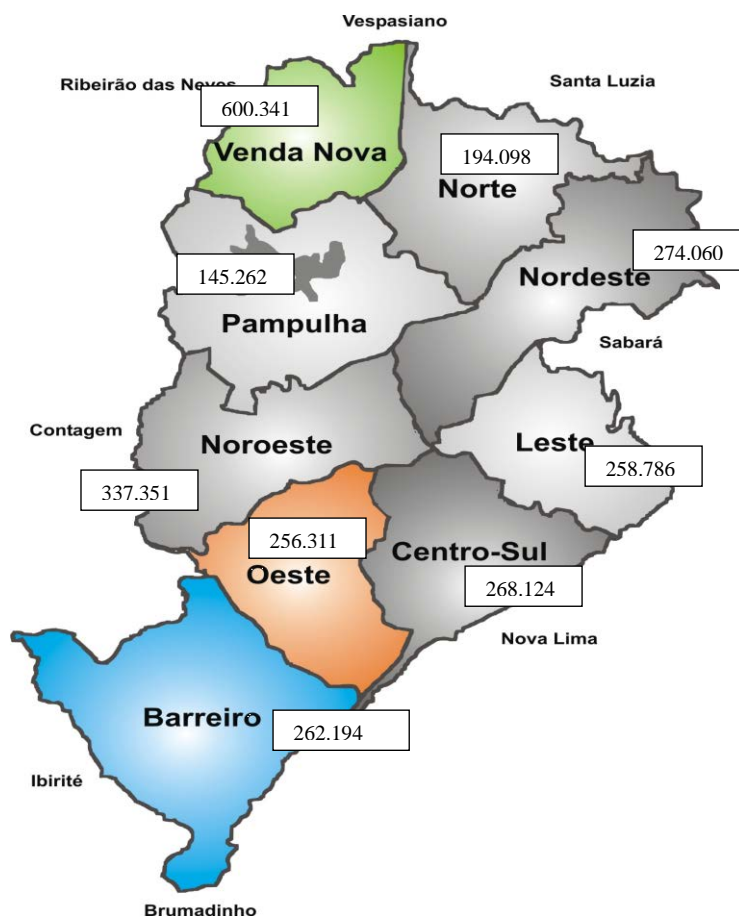 Vespasiano
Ribeirão das Neves
Santa Luzia
600.341
Venda Nova
194.098
Norte
274.060
Nordeste
145.262
Pampulha
Sabará
Contagem
Noroeste
Leste
258.786
337.351
256.311
Oeste
Centro-Sul
268.124
Nova Lima
Barreiro
262.194
Ibirité
Brumadinho